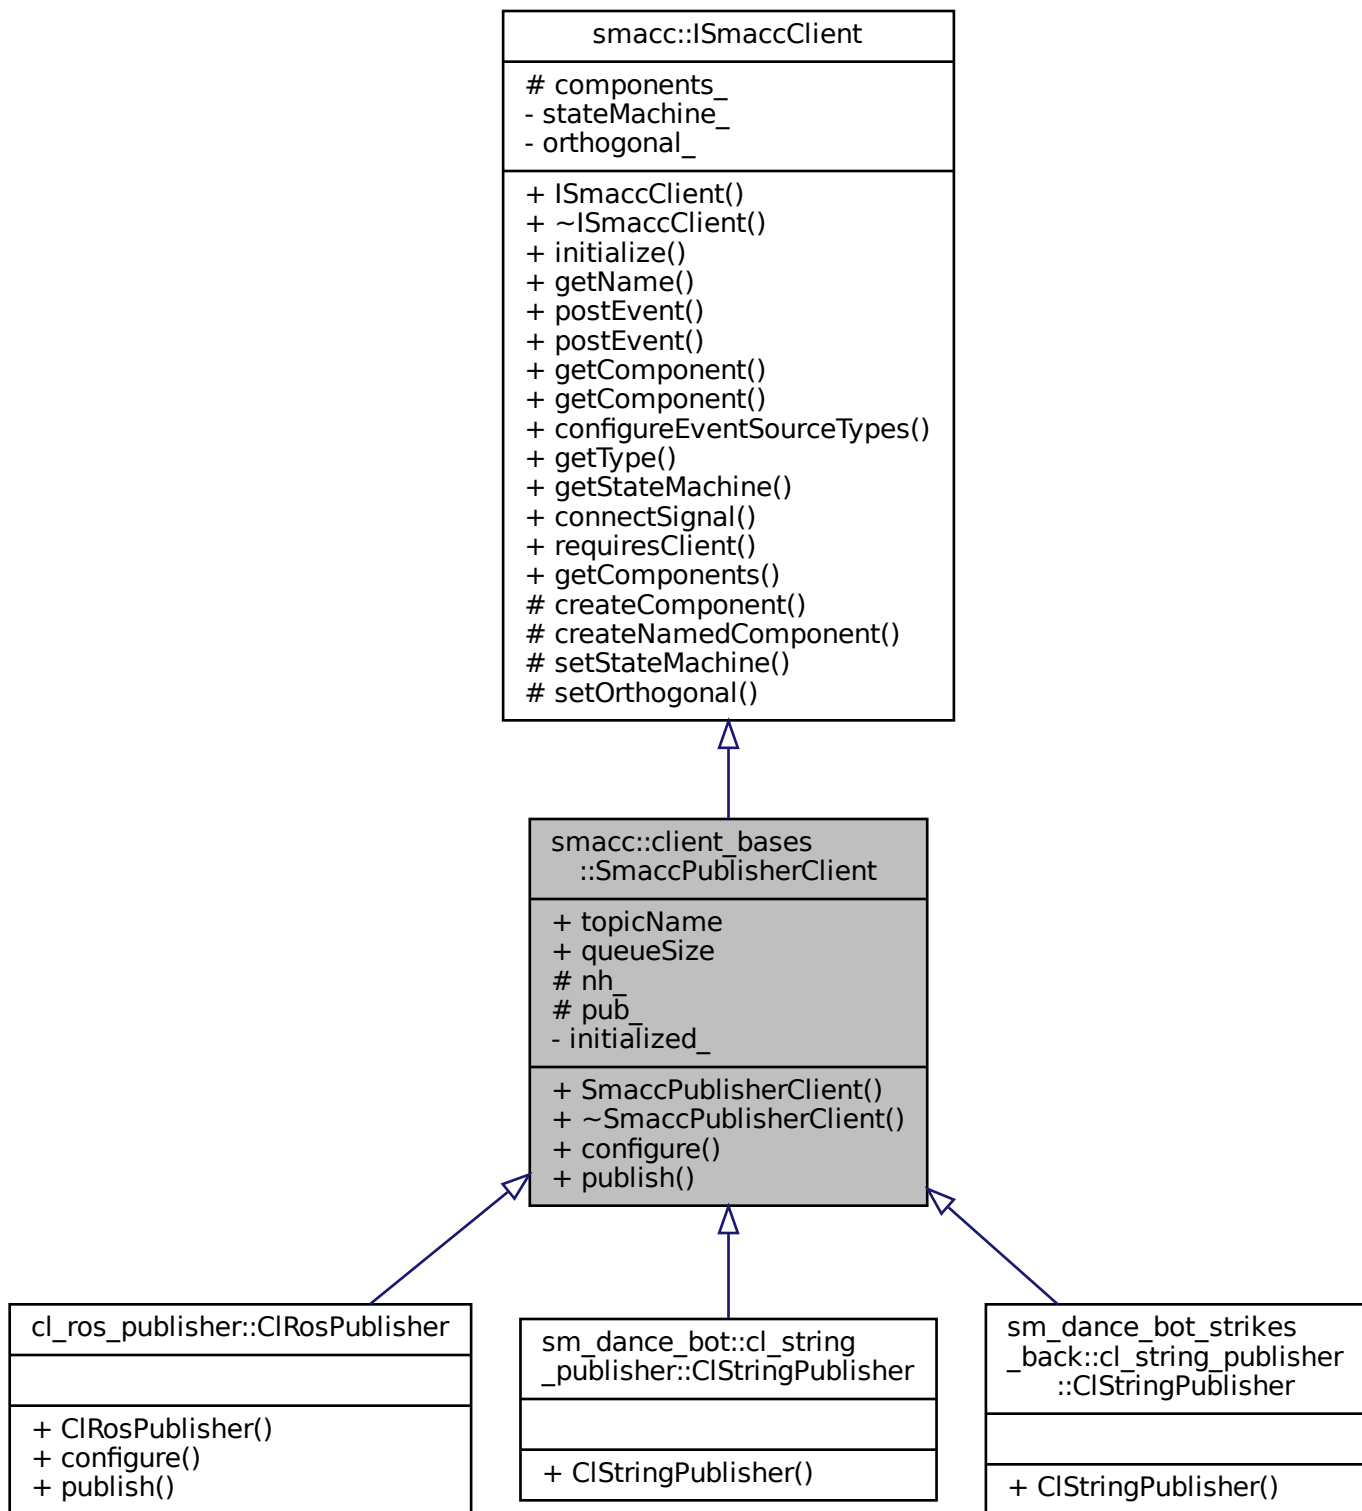 smacc::ISmaccClient
# components_
- stateMachine_
- orthogonal_
+ ISmaccClient()
+ ~ISmaccClient()
+ initialize()
+ getName()
+ postEvent()
+ postEvent()
+ getComponent()
+ getComponent()
+ configureEventSourceTypes()
+ getType()
+ getStateMachine()
+ connectSignal()
+ requiresClient()
+ getComponents()
# createComponent()
# createNamedComponent()
# setStateMachine()
# setOrthogonal()
smacc::client_bases
::SmaccPublisherClient
+ topicName
+ queueSize
# nh_
# pub_
- initialized_
+ SmaccPublisherClient()
+ ~SmaccPublisherClient()
+ configure()
+ publish()
cl_ros_publisher::ClRosPublisher
+ ClRosPublisher()
+ configure()
+ publish()
sm_dance_bot::cl_string
_publisher::ClStringPublisher
+ ClStringPublisher()
sm_dance_bot_strikes
_back::cl_string_publisher
::ClStringPublisher
+ ClStringPublisher()